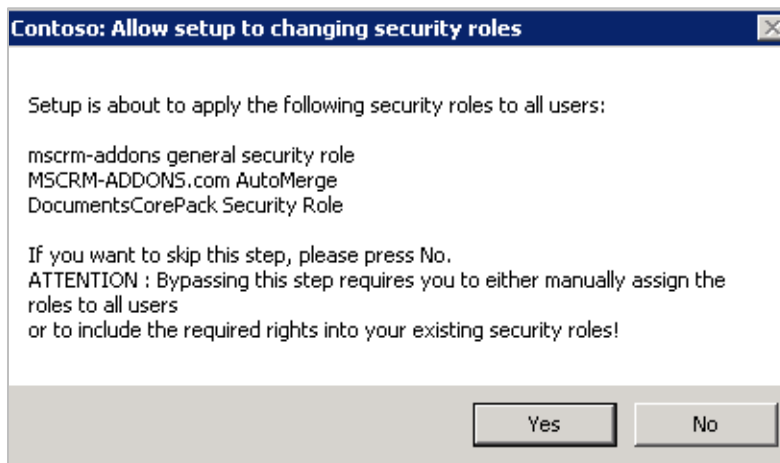 Contoso: Allow setup to changing security roles
Setup is about to apply the following security roles to all users:
mscrm-addons general security role
MSCRM-ADDONS.com AutoMerge
DocumentsCorePack Security Role
If you want to skip this step, please press No.
ATTENTION : Bypassing this step requires you to either manually assign the
roles to all users
or to include the required rights into your existing security roles!
Yes
No